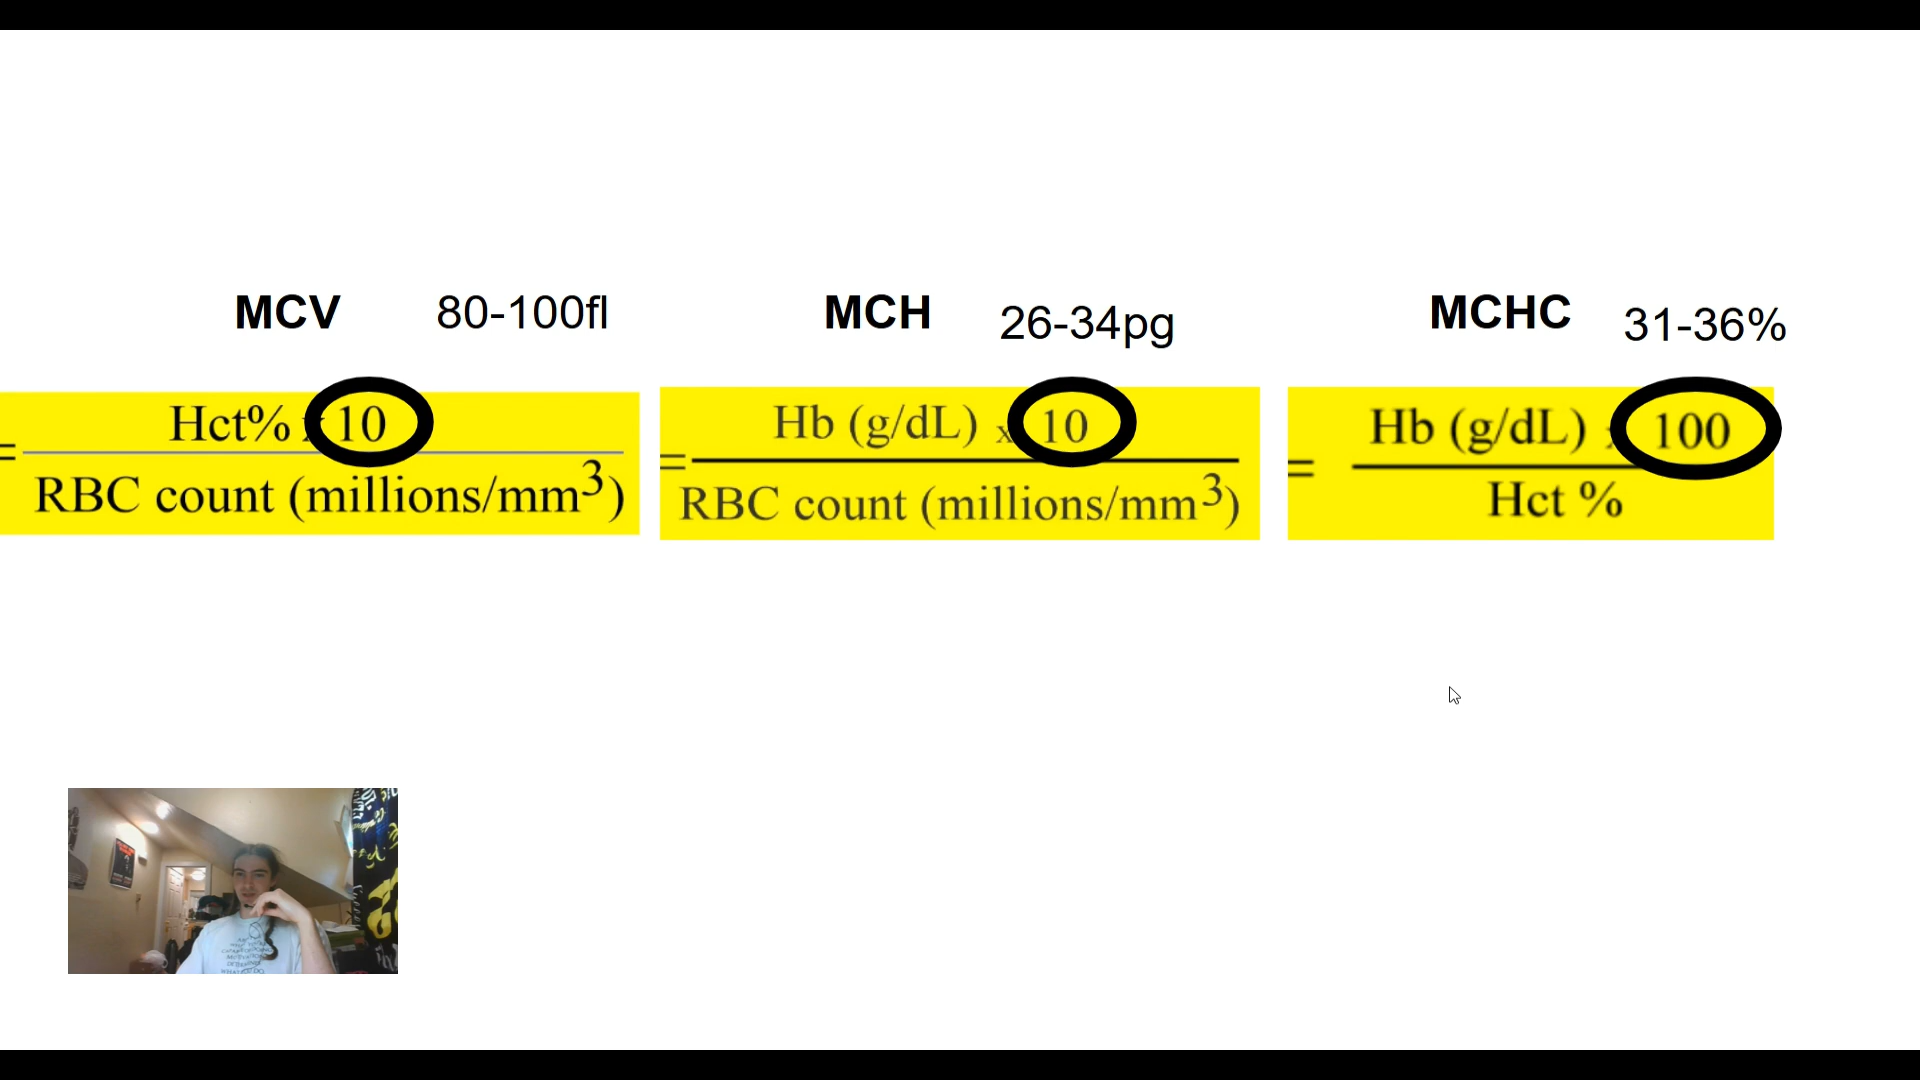 MCV 80-100fl
= Hct% x 10
RBC count (millions/mm3)
MCH 26-34pg
= Hb (g/dL) x 10
RBC count (millions/mm3)
MCHC 31-36%
= Hb (g/dL) 100
Hct %